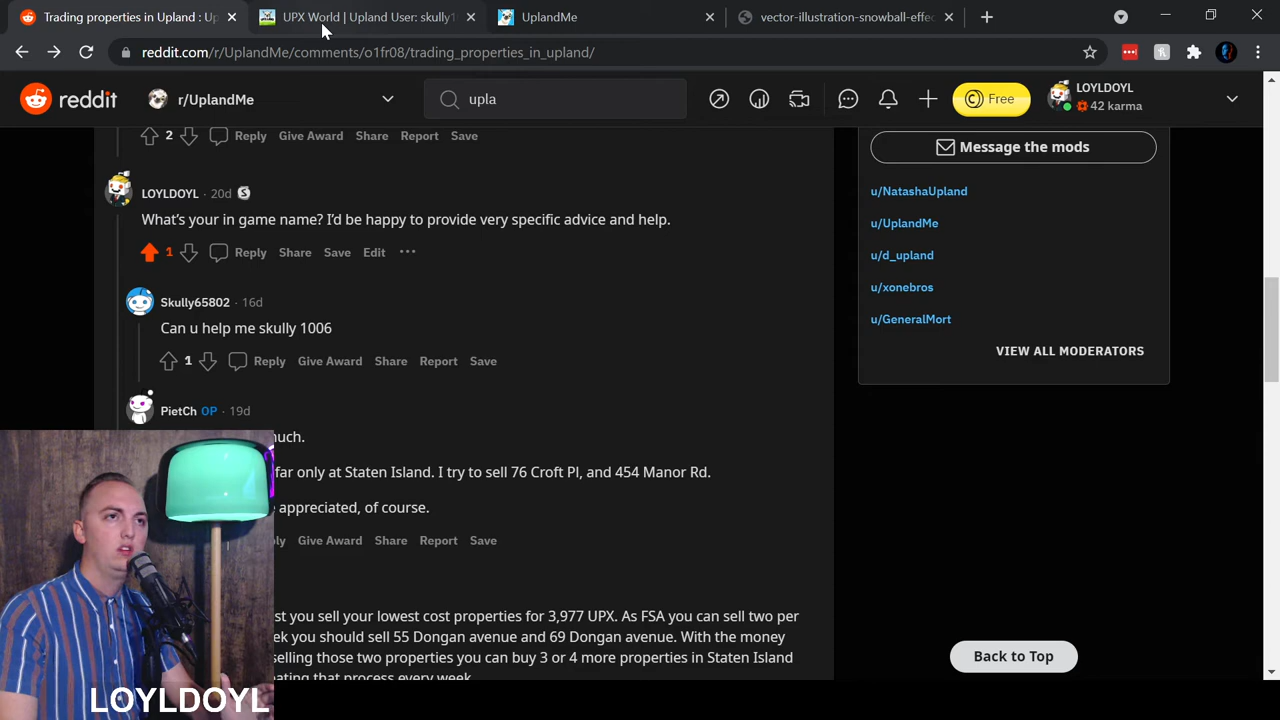 Trading properties in Upland : Up
UPX World | Upland User: skully1
UplandMe
vector-illustration-snowball-effec
reddit.com/r/UplandMe/comments/o1fr08/trading_properties_in_upland/
reddit
r/UplandMe
upla
Free
LOYLDOYL
42 karma
2 Reply Give Award Share Report Save
Message the mods
u/NatashaUpland
u/UplandMe
u/d_upland
u/xonebros
u/GeneralMort
VIEW ALL MODERATORS
LOYLDOYL · 20d
What's your in game name? I'd be happy to provide very specific advice and help.
1 Reply Share Save Edit ···
Skully65802 · 16d
Can u help me skully 1006
1 Reply Give Award Share Report Save
PietCh OP · 19d
much.
far only at Staten Island. I try to sell 76 Croft Pl, and 454 Manor Rd.
appreciated, of course.
Give Award Share Report Save
st you sell your lowest cost properties for 3,977 UPX. As FSA you can sell two per
ek you should sell 55 Dongan avenue and 69 Dongan avenue. With the money
selling those two properties you can buy 3 or 4 more properties in Staten Island
eating that process every week.
Back to Top
LOYLDOYL